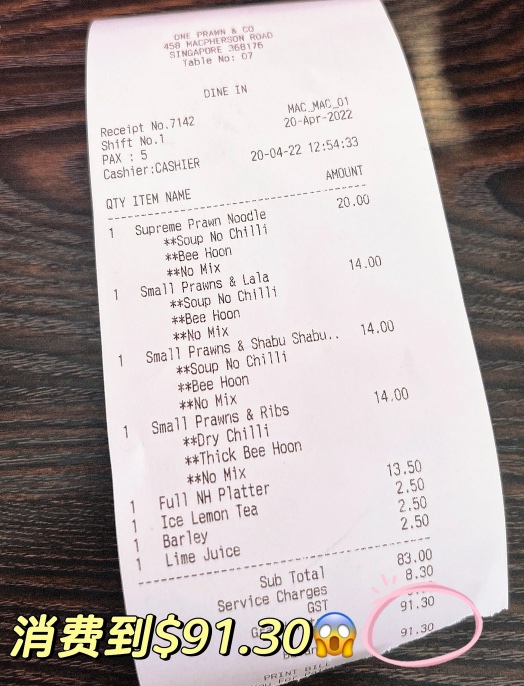 ONE PRAWN & CO
458 MACPHERSON ROAD
SINGAPORE 368176
Table No: 07
DINE IN
Receipt No.7142 MAC_MAC_01
Shift No.1 20-Apr-2022
PAX : 5
Cashier:CASHIER 20-04-22 12:54:33
QTY ITEM NAME AMOUNT
1 Supreme Prawn Noodle 20.00
**Soup No Chilli
**Bee Hoon
**No Mix
1 Small Prawns & Lala 14.00
**Soup No Chilli
**Bee Hoon
**No Mix
1 Small Prawns & Shabu Shabu.. 14.00
**Soup No Chilli
**Bee Hoon
**No Mix
1 Small Prawns & Ribs 14.00
**Dry Chilli
**Thick Bee Hoon
**No Mix
1 Full NH Platter 13.50
1 Ice Lemon Tea 2.50
1 Barley 2.50
1 Lime Juice 2.50
Sub Total 83.00
Service Charges 8.30
GST
91.30
91.30
消费到$91.30😱
PRINT BILL